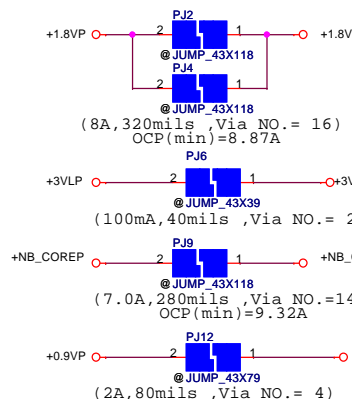 PJ2
+1.8VP 2 1 +1.8V
@JUMP_43X118
PJ4
2 1
@JUMP_43X118
(8A,320mils ,Via NO.= 16)
OCP(min)=8.87A
PJ6
+3VLP 2 1
@JUMP_43X39
(100mA,40mils ,Via NO.= 2
PJ9
+NB_COREP 2 1
@JUMP_43X118
(7.0A,280mils ,Via NO.=14
OCP(min)=9.32A
PJ12
+0.9VP 2 1
@JUMP_43X79
(2A,80mils ,Via NO.= 4)